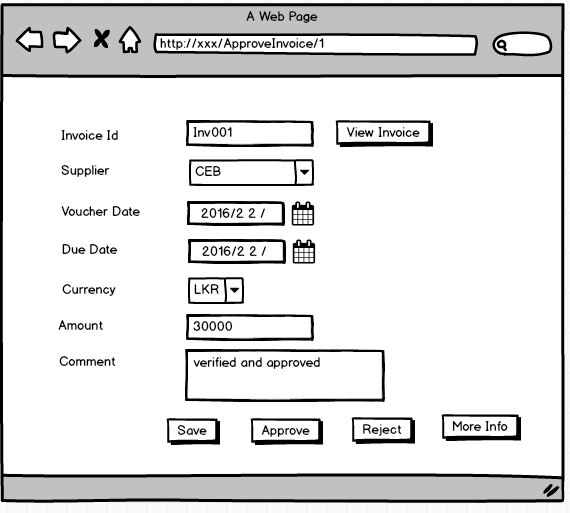 A Web Page
http://xxx/ApproveInvoice/1
Invoice Id
Inv001
View Invoice
Supplier
CEB
Voucher Date
2016/2 2 /
Due Date
2016/2 2 /
Currency
LKR
Amount
30000
Comment
verified and approved
Save
Approve
Reject
More Info